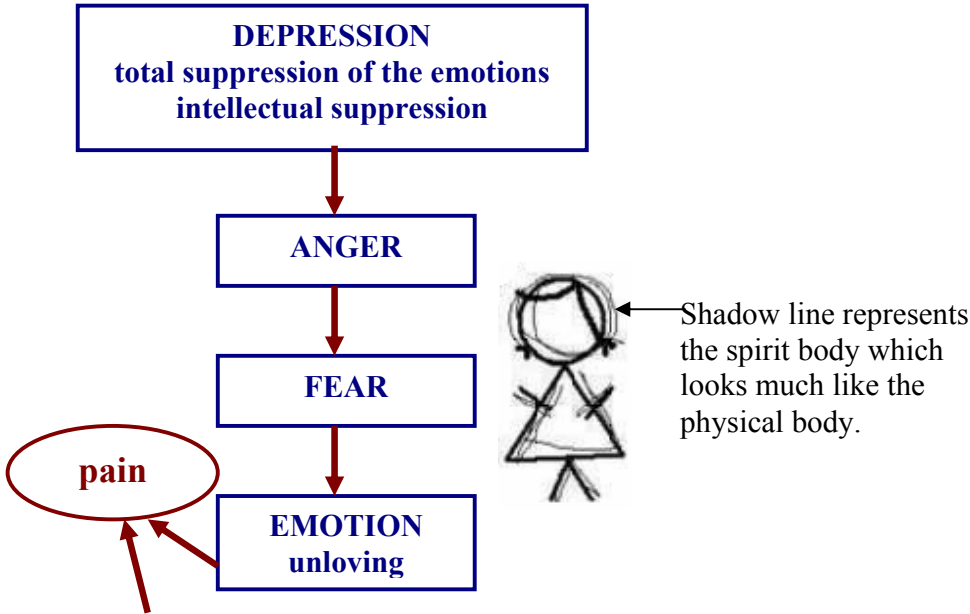 DEPRESSION
total suppression of the emotions
intellectual suppression
ANGER
FEAR
Shadow line represents
the spirit body which
looks much like the
physical body.
pain
EMOTION
unloving